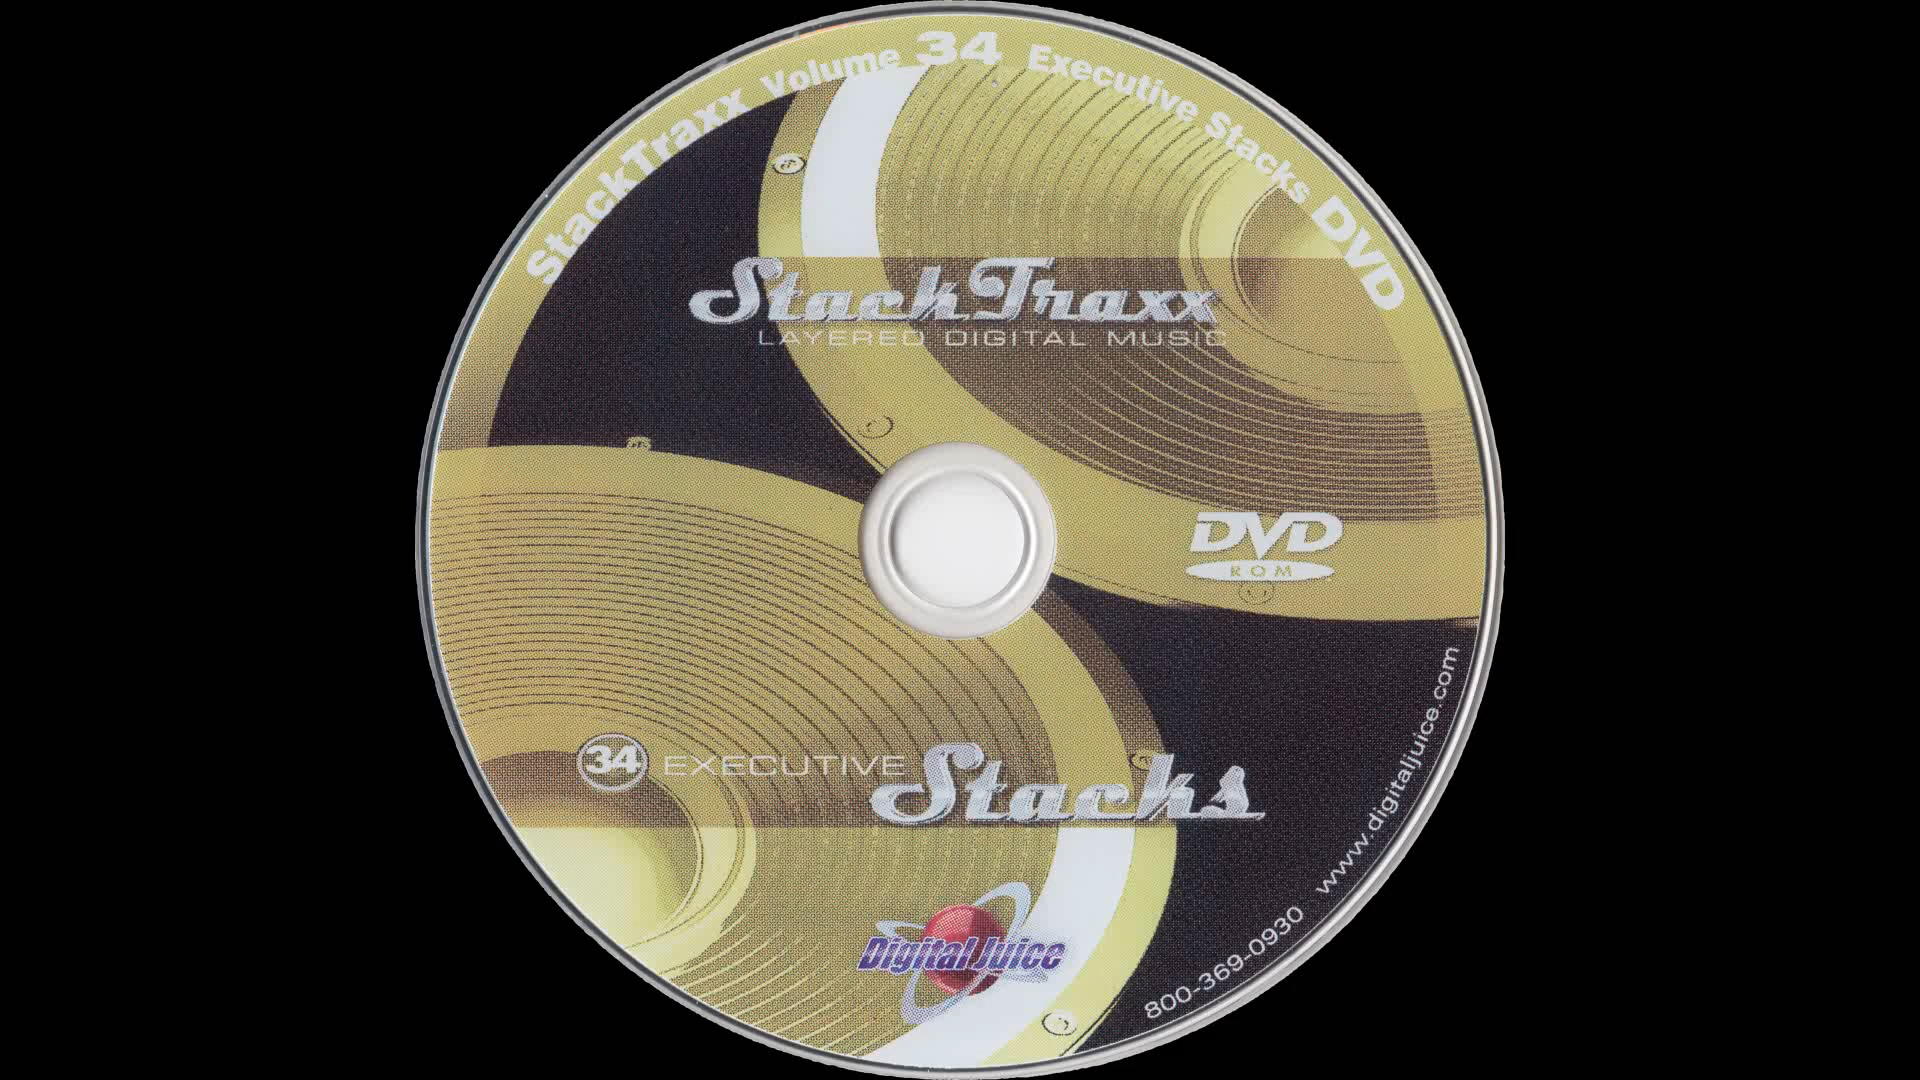 StackTraxx Volume 34 Executive Stacks DVD
StackTraxx
LAYERED DIGITAL MUSIC
DVD
ROM
34 EXECUTIVE Stacks
Digital Juice
www.digitaljuice.com
800-369-0930